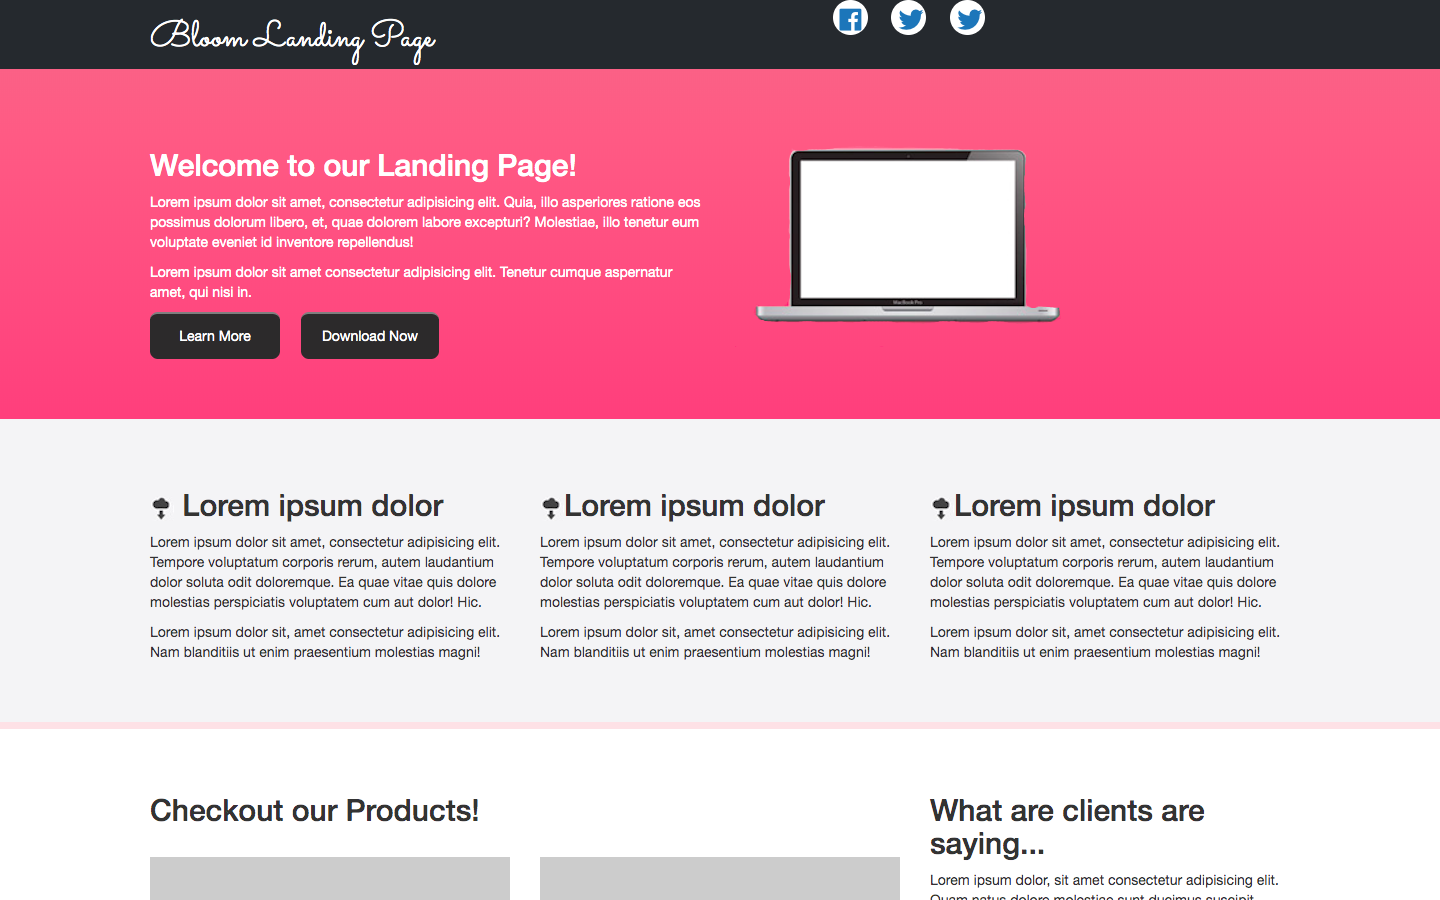 Bloom Landing Page
Welcome to our Landing Page!
Lorem ipsum dolor sit amet, consectetur adipisicing elit. Quia, illo asperiores ratione eos
possimus dolorum libero, et, quae dolorem labore excepturi? Molestiae, illo tenetur eum
voluptate eveniet id inventore repellendus!
Lorem ipsum dolor sit amet consectetur adipisicing elit. Tenetur cumque aspernatur
amet, qui nisi in.
Learn More
Download Now
MacBook Pro
Lorem ipsum dolor
Lorem ipsum dolor sit amet, consectetur adipisicing elit.
Tempore voluptatum corporis rerum, autem laudantium
dolor soluta odit doloremque. Ea quae vitae quis dolore
molestias perspiciatis voluptatem cum aut dolor! Hic.
Lorem ipsum dolor sit, amet consectetur adipisicing elit.
Nam blanditiis ut enim praesentium molestias magni!
Lorem ipsum dolor
Lorem ipsum dolor sit amet, consectetur adipisicing elit.
Tempore voluptatum corporis rerum, autem laudantium
dolor soluta odit doloremque. Ea quae vitae quis dolore
molestias perspiciatis voluptatem cum aut dolor! Hic.
Lorem ipsum dolor sit, amet consectetur adipisicing elit.
Nam blanditiis ut enim praesentium molestias magni!
Lorem ipsum dolor
Lorem ipsum dolor sit amet, consectetur adipisicing elit.
Tempore voluptatum corporis rerum, autem laudantium
dolor soluta odit doloremque. Ea quae vitae quis dolore
molestias perspiciatis voluptatem cum aut dolor! Hic.
Lorem ipsum dolor sit, amet consectetur adipisicing elit.
Nam blanditiis ut enim praesentium molestias magni!
Checkout our Products!
What are clients are
saying...
Lorem ipsum dolor, sit amet consectetur adipisicing elit.
Quam natus dolore molestiae sunt ducimus suscipit